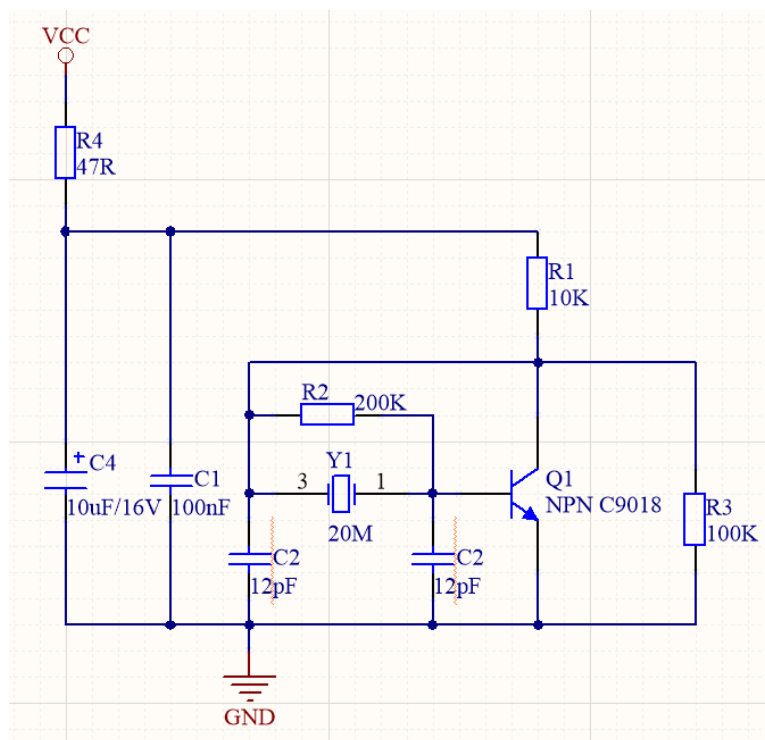 VCC
R4
47R
R1
10K
R2 200K
+ C4
10uF/16V
C1
100nF
Y1
3 1
20M
Q1
NPN C9018
R3
100K
C2
12pF
C2
12pF
GND